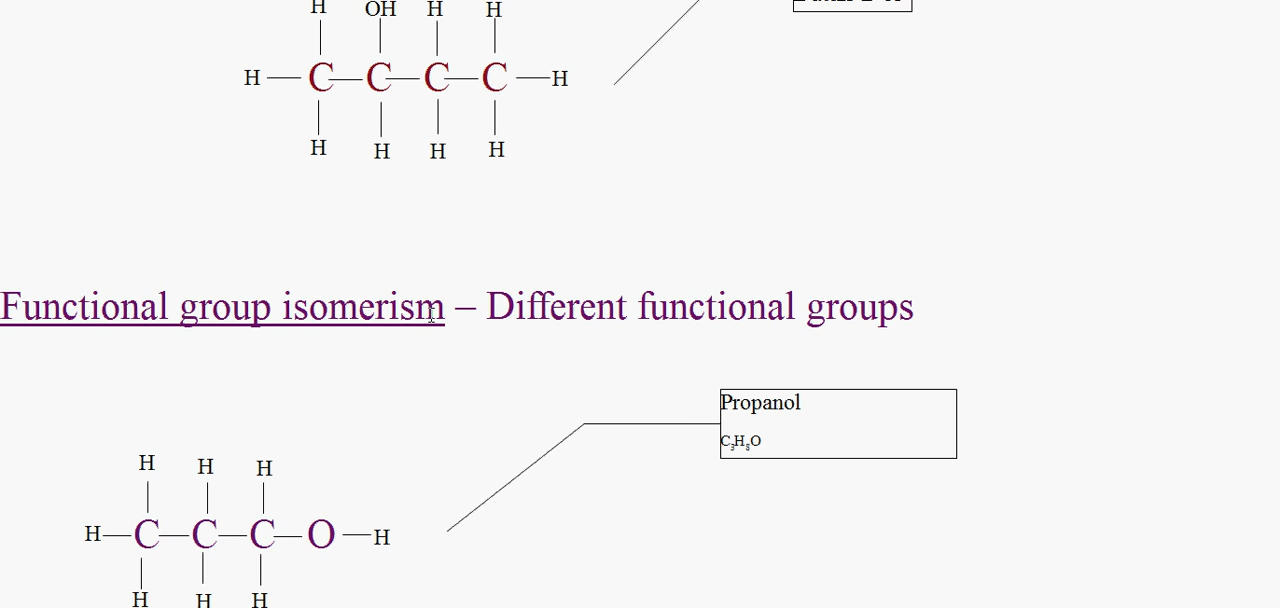 H OH H H
H C C C C H
H H H H
Functional group isomerism – Different functional groups
Propanol
C₃H₈O
H H H
H C C C O H
H H H